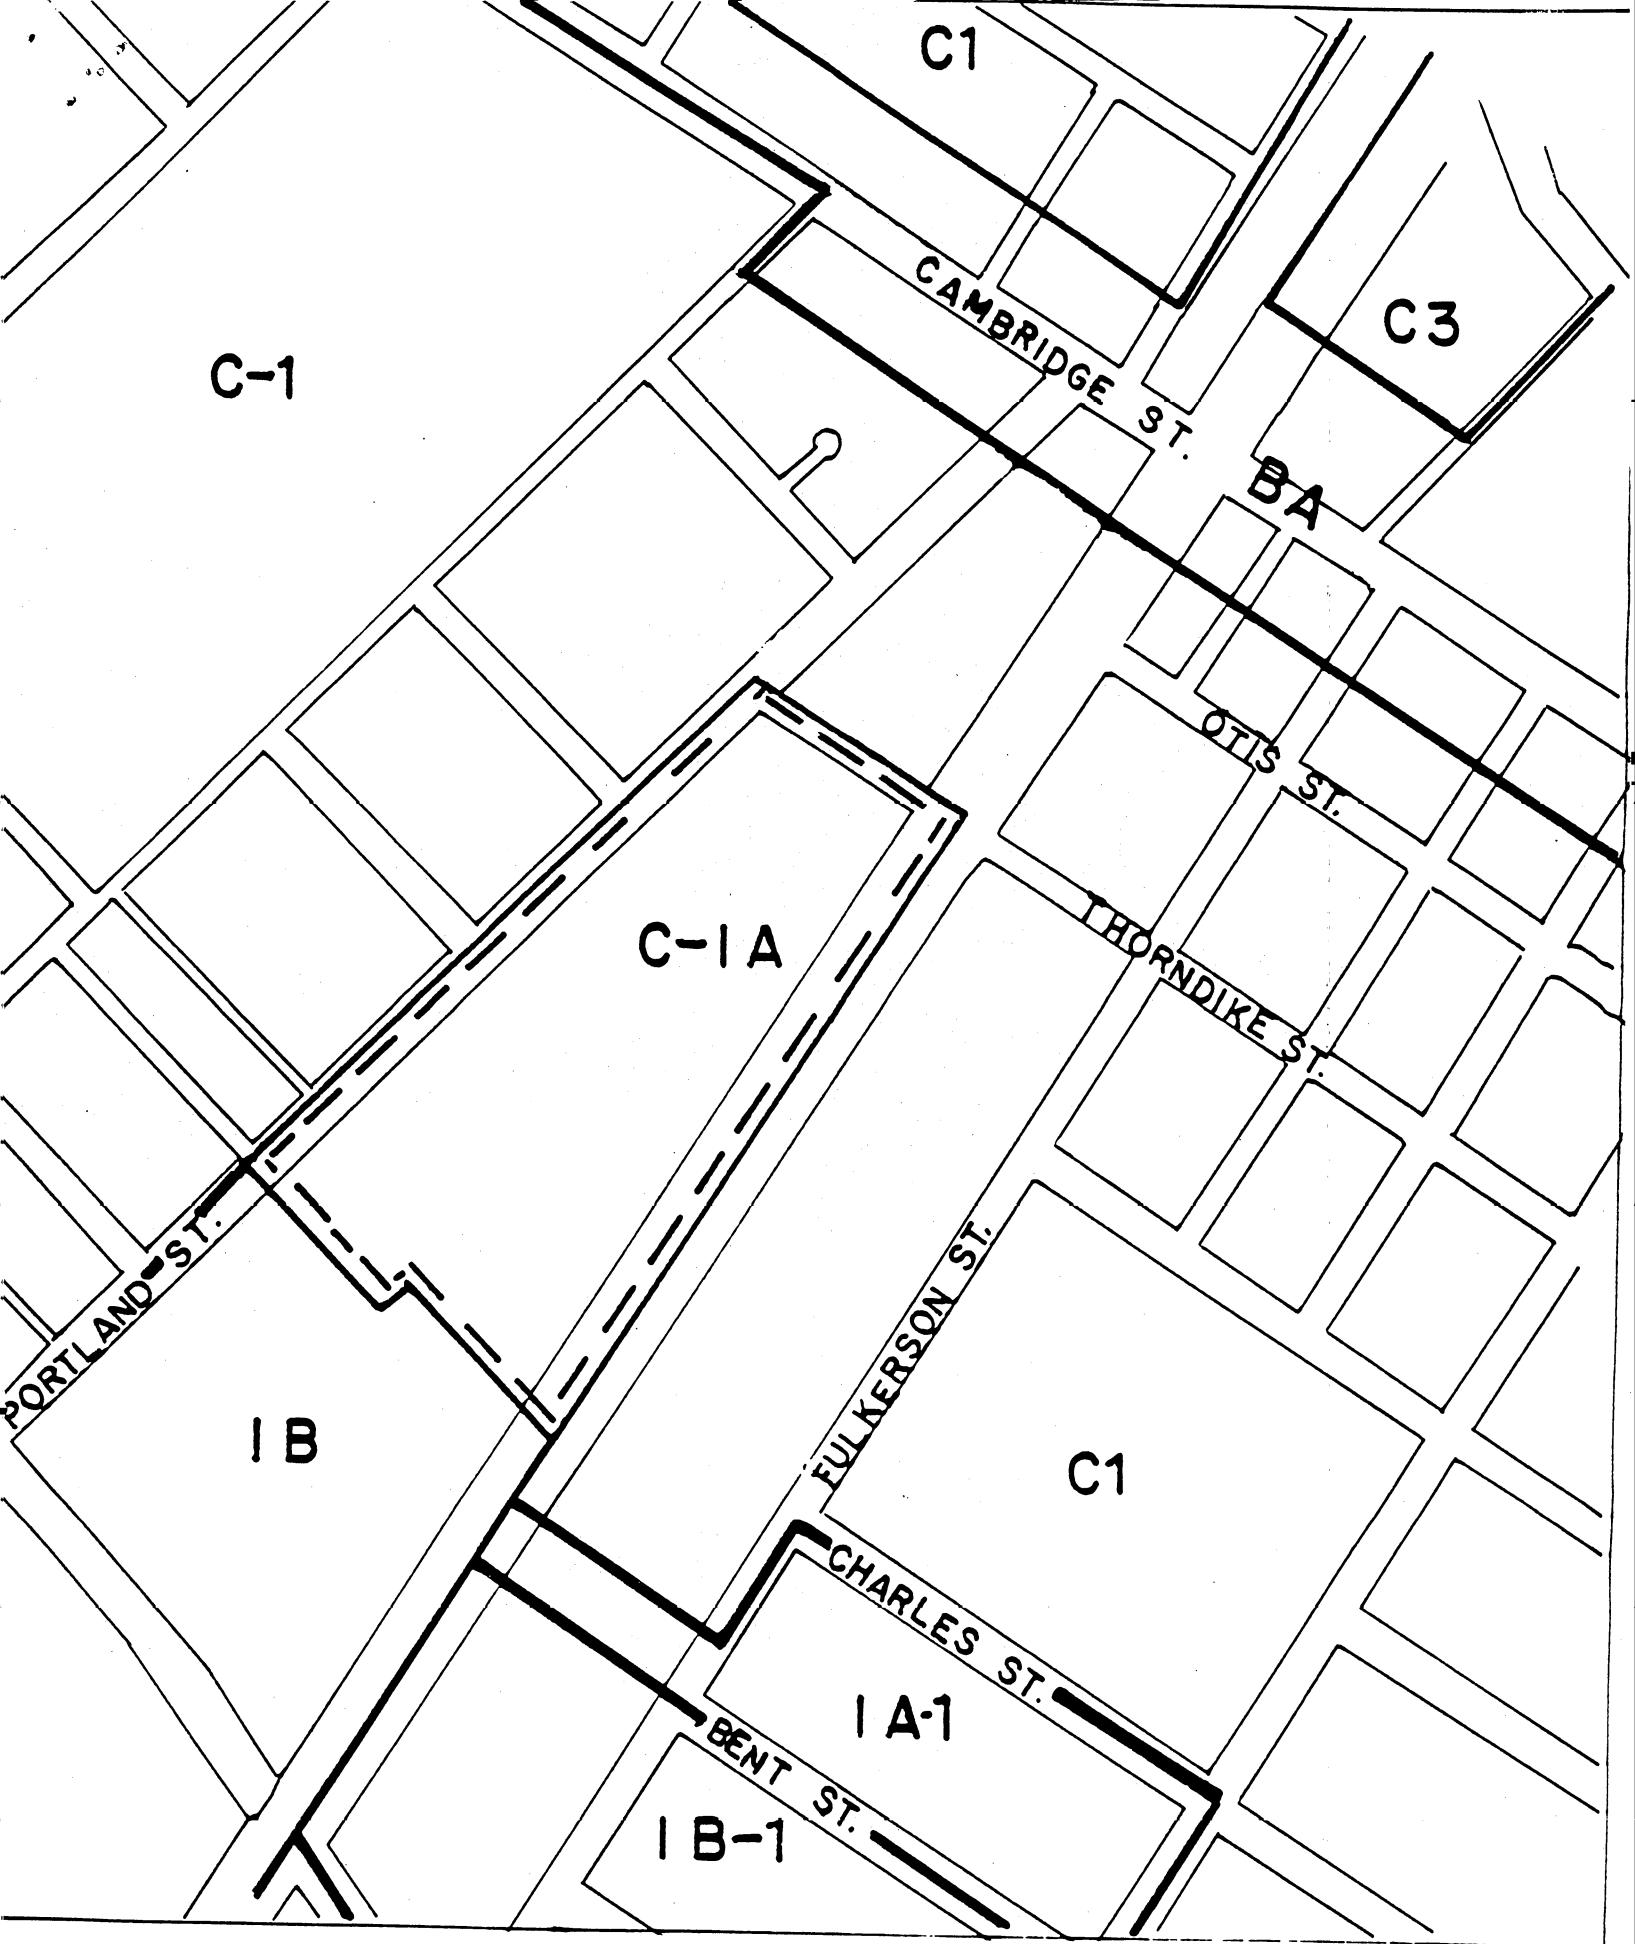 C1
CAMBRIDGE ST.
C3
C-1
BA
OTIS ST.
THORNDIKE ST.
C-1A
PORTLAND ST.
FULKERSON ST.
1B
C1
CHARLES ST.
1A-1
BENT ST.
1B-1